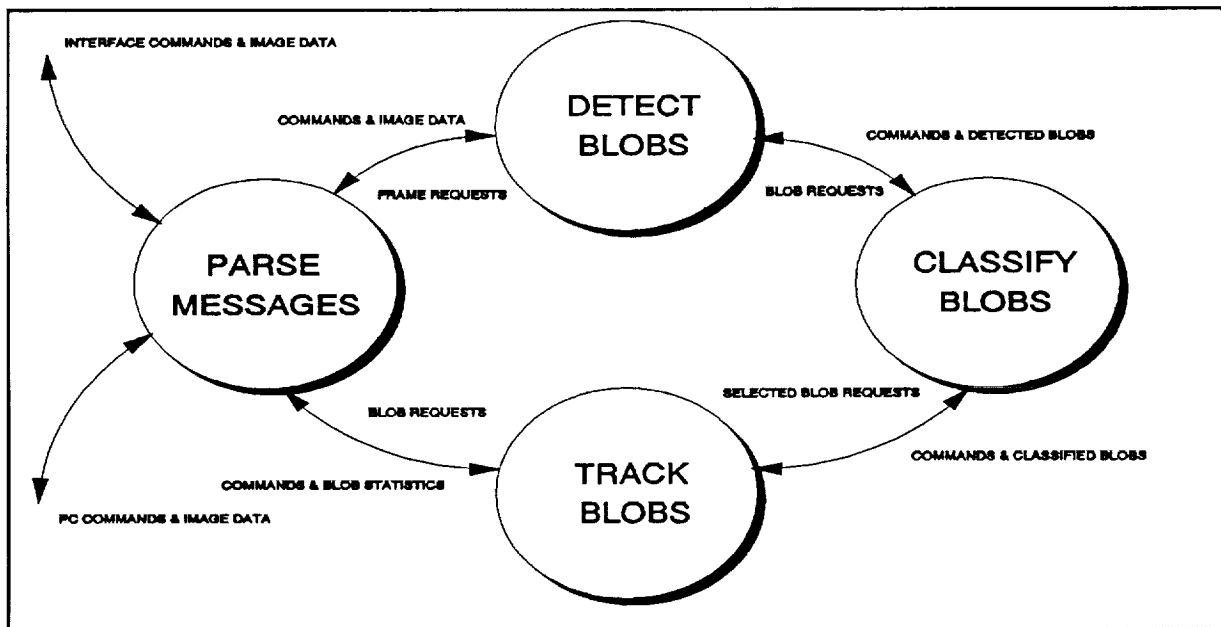 INTERFACE COMMANDS & IMAGE DATA
DETECT
BLOBS
COMMANDS & IMAGE DATA
COMMANDS & DETECTED BLOBS
FRAME REQUESTS
BLOB REQUESTS
PARSE
MESSAGES
CLASSIFY
BLOBS
SELECTED BLOB REQUESTS
BLOB REQUESTS
COMMANDS & CLASSIFIED BLOBS
TRACK
BLOBS
COMMANDS & BLOB STATISTICS
PC COMMANDS & IMAGE DATA